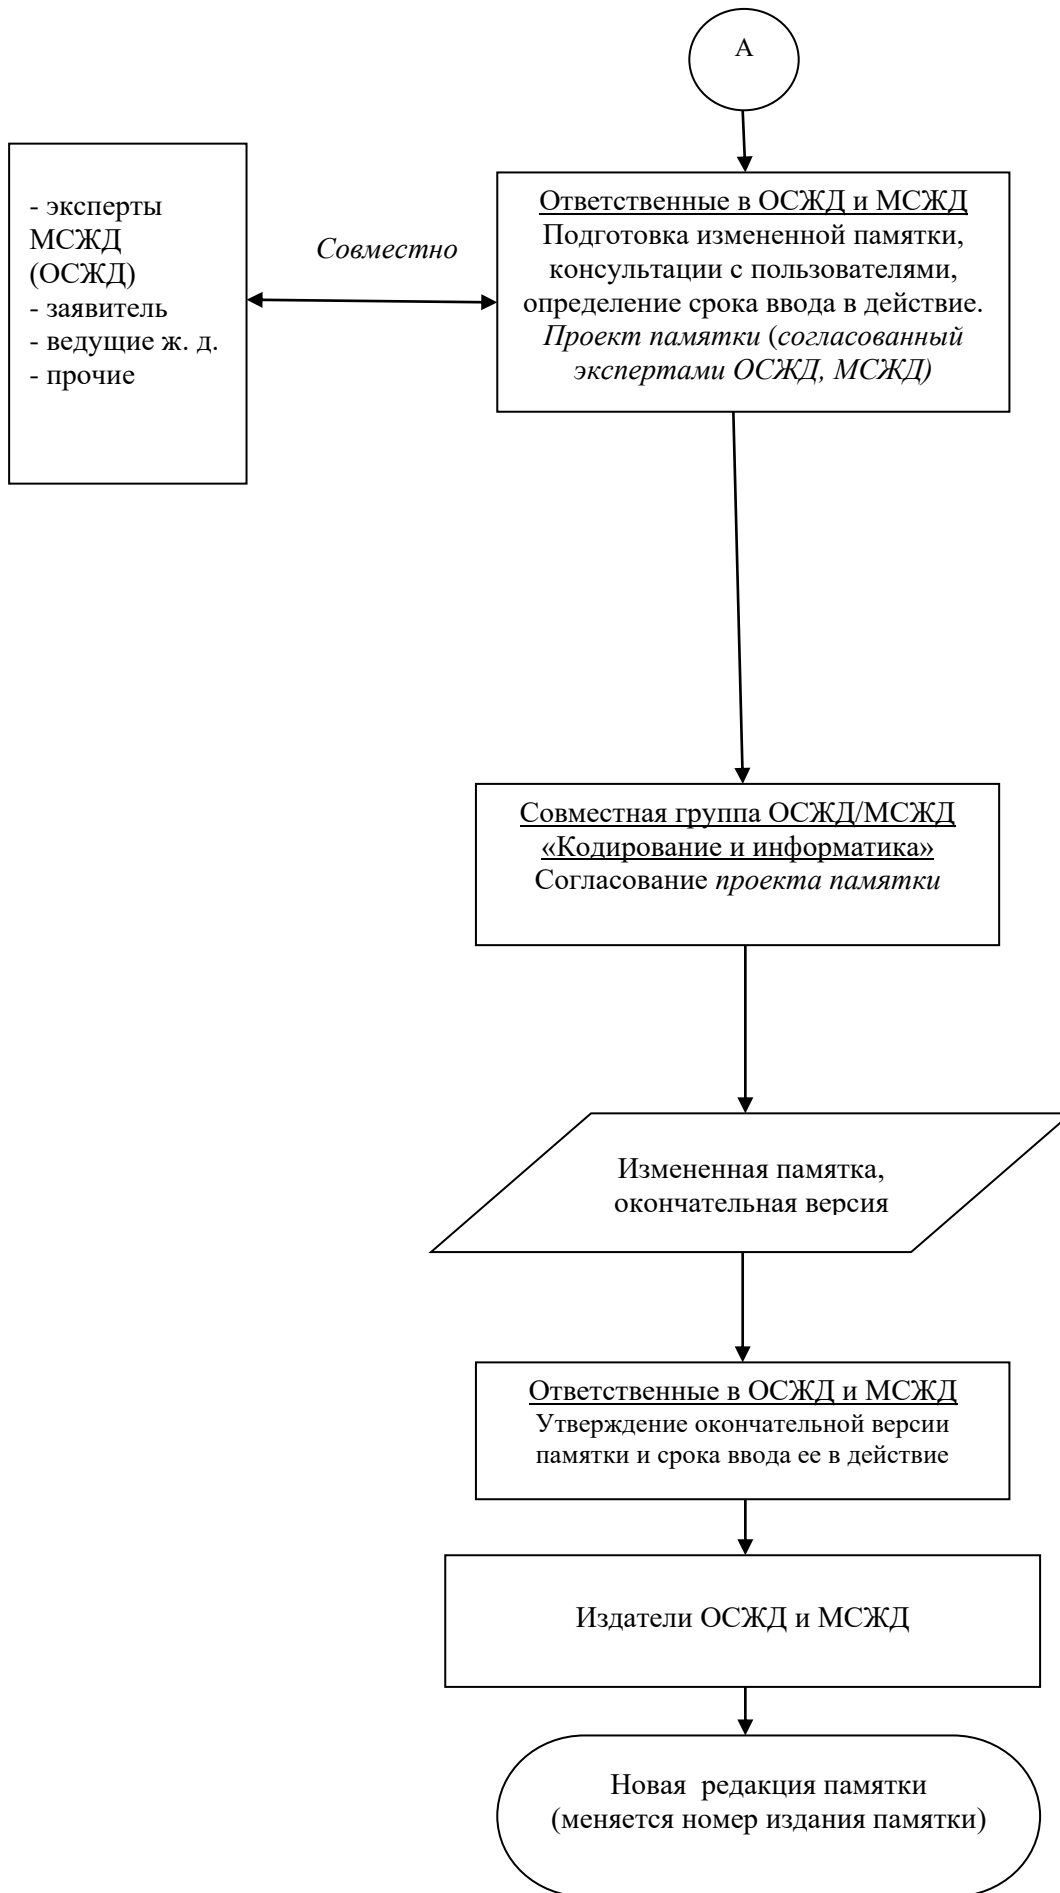 А
- эксперты
МСЖД
(ОСЖД)
- заявитель
- ведущие ж. д.
- прочие
Совместно
Ответственные в ОСЖД и МСЖД
Подготовка измененной памятки,
консультации с пользователями,
определение срока ввода в действие.
Проект памятки (согласованный
экспертами ОСЖД, МСЖД)
Совместная группа ОСЖД/МСЖД
«Кодирование и информатика»
Согласование проекта памятки
Измененная памятка,
окончательная версия
Ответственные в ОСЖД и МСЖД
Утверждение окончательной версии
памятки и срока ввода ее в действие
Издатели ОСЖД и МСЖД
Новая  редакция памятки
(меняется номер издания памятки)